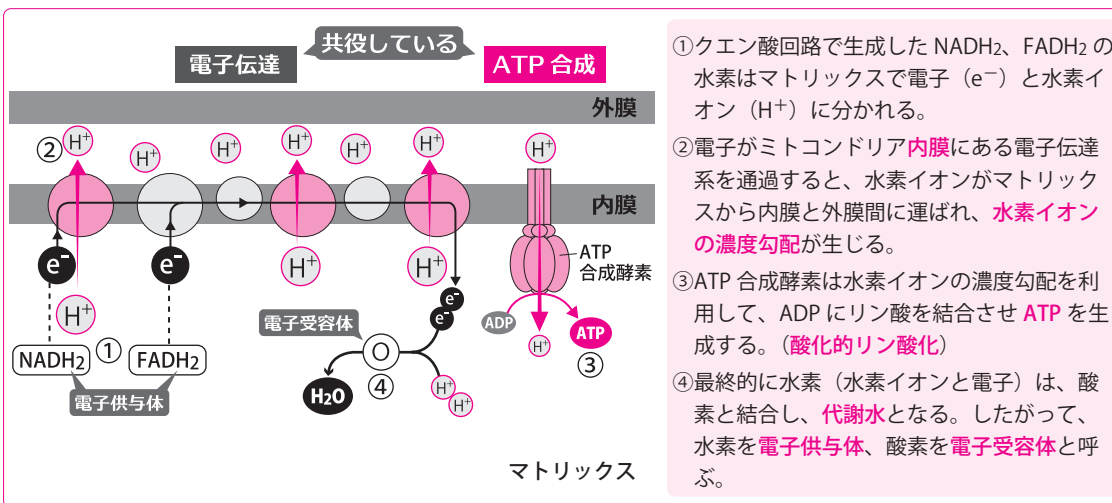 共役している
電子伝達
ATP 合成
外膜
② H⁺ H⁺ H⁺ H⁺ H⁺ H⁺ H⁺
内膜
e⁻ e⁻ H⁺ H⁺
ATP
合成酵素
H⁺
e⁻
e⁻
電子受容体
ADP
ATP
NADH₂ ① FADH₂
O
H⁺
③
電子供与体
H₂O
④
H⁺
H⁺
マトリックス
①クエン酸回路で生成した NADH₂、FADH₂ の
水素はマトリックスで電子（e⁻）と水素イ
オン（H⁺）に分かれる。
②電子がミトコンドリア内膜にある電子伝達
系を通過すると、水素イオンがマトリック
スから内膜と外膜間に運ばれ、水素イオン
の濃度勾配が生じる。
③ATP 合成酵素は水素イオンの濃度勾配を利
用して、ADP にリン酸を結合させ ATP を生
成する。（酸化的リン酸化）
④最終的に水素（水素イオンと電子）は、酸
素と結合し、代謝水となる。したがって、
水素を電子供与体、酸素を電子受容体と呼
ぶ。